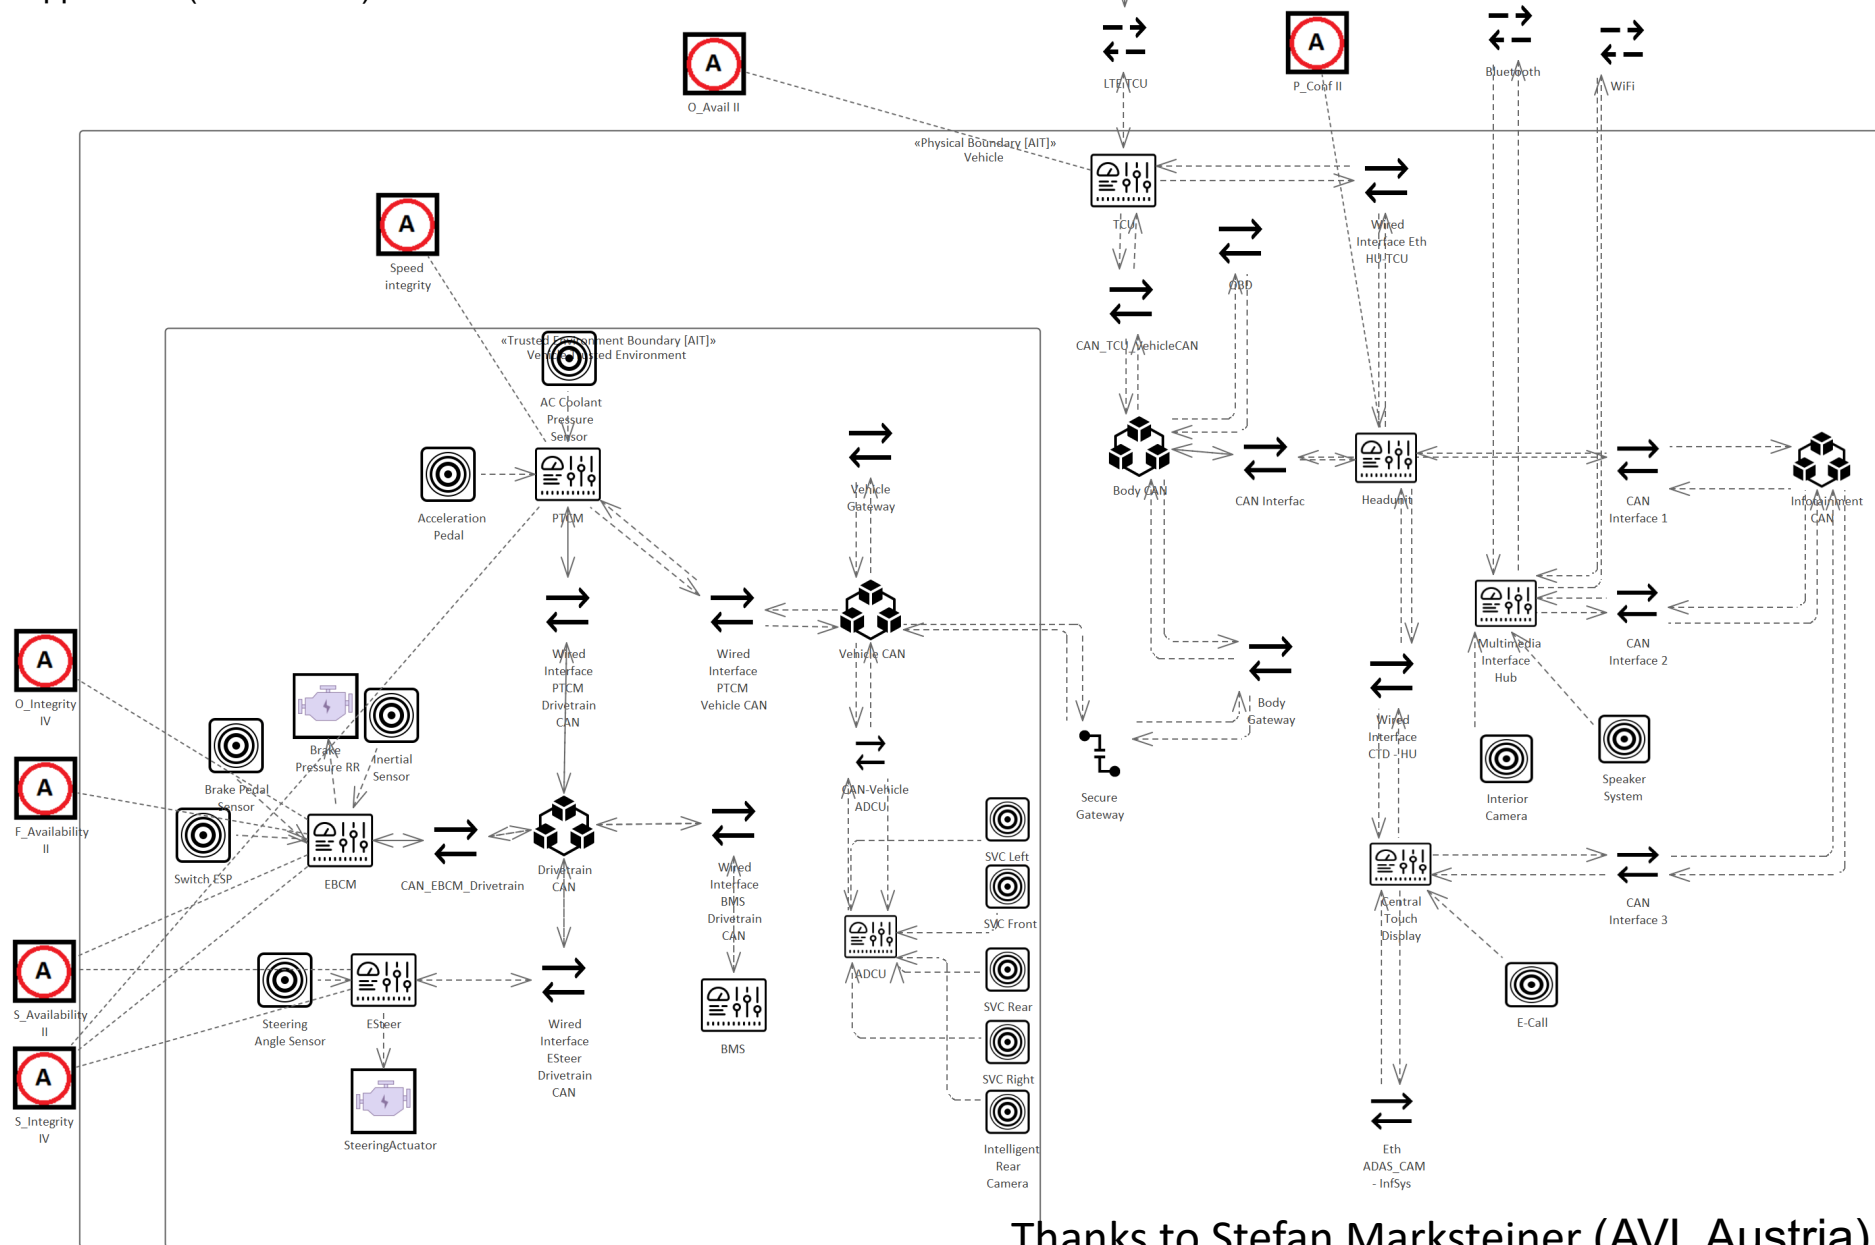 LTE TCU
Bluetooth
WiFi
A
P_Conf II
A
O_Avail II
«Physical Boundary [AIT]»
Vehicle
TCU
Wired
Interface Eth
HU TCU
A
Speed
integrity
OBD
CAN_TCU_VehicleCAN
«Trusted Environment Boundary [AIT]»
Vehicle Trusted Environment
AC Coolant
Pressure
Sensor
Acceleration
Pedal
PTCM
Vehicle
Gateway
Body CAN
CAN Interfac
Headunit
CAN
Interface 1
Infotainment
CAN
Wired
Interface
PTCM
Drivetrain
CAN
Wired
Interface
PTCM
Vehicle CAN
Vehicle CAN
Multimedia
Interface
Hub
CAN
Interface 2
A
O_Integrity
IV
Body
Gateway
Wired
Interface
CTD - HU
Brake
Pressure RR
Inertial
Sensor
Brake Pedal
Sensor
A
F_Availability
II
Switch ESP
EBCM
CAN_EBCM_Drivetrain
Drivetrain
CAN
Wired
Interface
BMS
Drivetrain
CAN
CAN-Vehicle
ADCU
Secure
Gateway
Interior
Camera
Speaker
System
SVC Left
SVC Front
ADCU
SVC Rear
SVC Right
Intelligent
Rear
Camera
Central
Touch
Display
CAN
Interface 3
E-Call
A
S_Availability
II
Steering
Angle Sensor
ESteer
Wired
Interface
ESteer
Drivetrain
CAN
BMS
A
S_Integrity
IV
SteeringActuator
Eth
ADAS_CAM
- InfSys
Thanks to Stefan Marksteiner (AVL Austria)